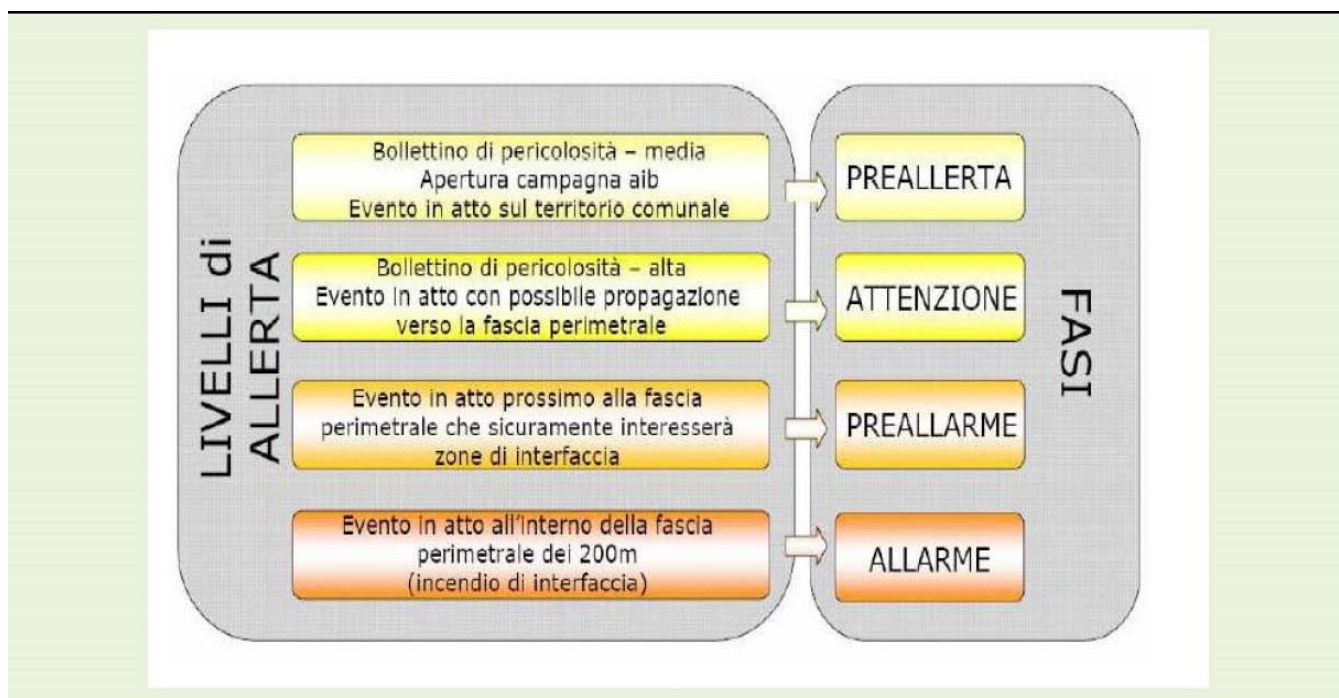 LIVELLI di
ALLERTA
Bollettino di pericolosità – media
Apertura campagna aib
Evento in atto sul territorio comunale
PREALLERTA
Bollettino di pericolosità – alta
Evento in atto con possibile propagazione
verso la fascia perimetrale
ATTENZIONE
Evento in atto prossimo alla fascia
perimetrale che sicuramente interesserà
zone di interfaccia
PREALLARME
Evento in atto all'interno della fascia
perimetrale dei 200m
(incendio di interfaccia)
ALLARME
FASI